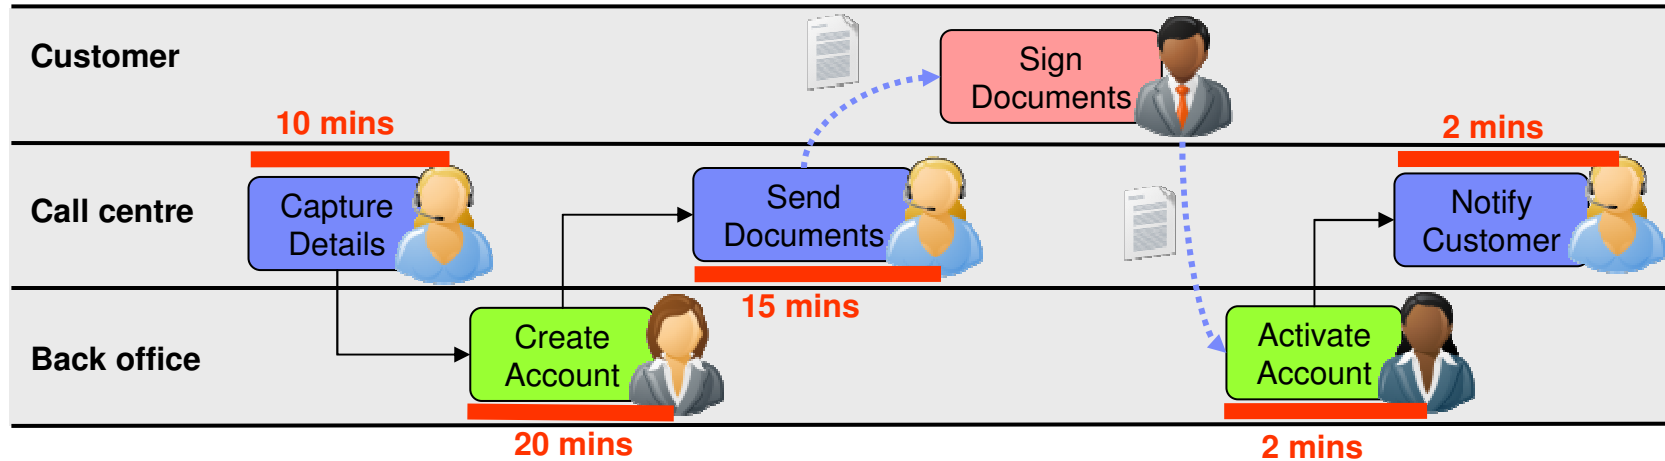 Customer
Sign
Documents
10 mins
2 mins
Call centre
Capture
Details
Send
Documents
Notify
Customer
15 mins
Back office
Create
Account
Activate
Account
20 mins
2 mins